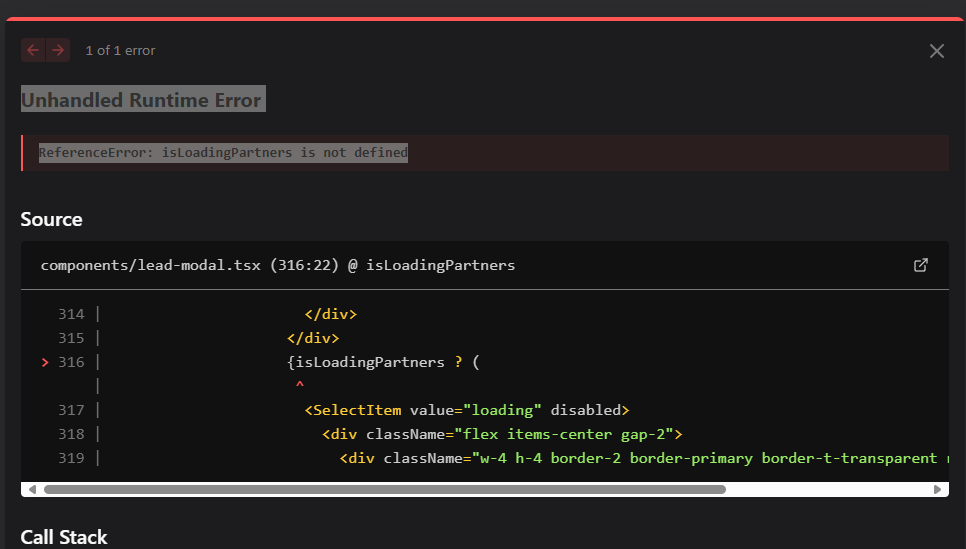 1 of 1 error
Unhandled Runtime Error
ReferenceError: isLoadingPartners is not defined
Source
components/lead-modal.tsx (316:22) @ isLoadingPartners
314 | </div>
315 | </div>
> 316 | {isLoadingPartners ? (
| ^
317 | <SelectItem value="loading" disabled>
318 | <div className="flex items-center gap-2">
319 | <div className="w-4 h-4 border-2 border-primary border-t-transparent
Call Stack